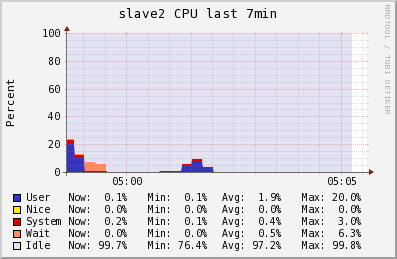 slave2 CPU last 7min
RRDTOOL / TOBI OETIKER
Percent
100
80
60
40
20
0
05:00 05:05
User Now: 0.1% Min: 0.1% Avg: 1.9% Max: 20.0%
Nice Now: 0.0% Min: 0.0% Avg: 0.0% Max: 0.0%
System Now: 0.2% Min: 0.1% Avg: 0.4% Max: 3.0%
Wait Now: 0.0% Min: 0.0% Avg: 0.5% Max: 6.3%
Idle Now: 99.7% Min: 76.4% Avg: 97.2% Max: 99.8%